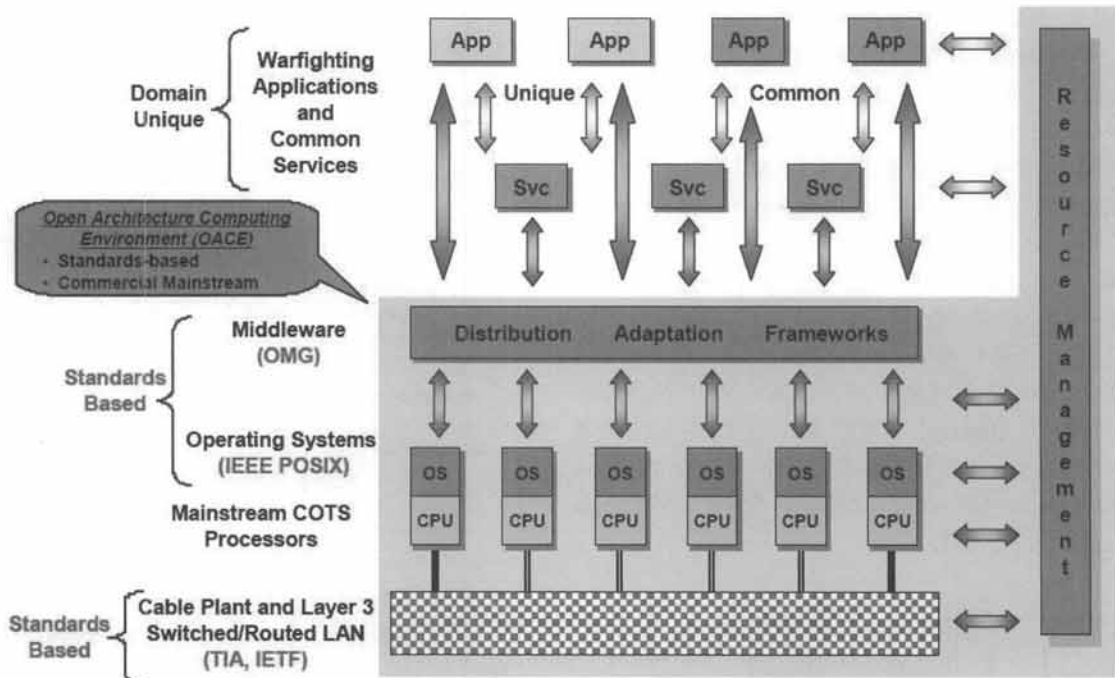 App App App App
Domain
Unique
Warfighting
Applications
and
Common
Services
Unique Common
Svc Svc Svc
Open Architecture Computing
Environment (OACE)
• Standards-based
• Commercial Mainstream
Distribution Adaptation Frameworks
Standards
Based
Middleware
(OMG)
Operating Systems
(IEEE POSIX)
OS OS OS OS OS OS
Mainstream COTS
Processors
CPU CPU CPU CPU CPU CPU
Standards
Based
Cable Plant and Layer 3
Switched/Routed LAN
(TIA, IETF)
Resource Management